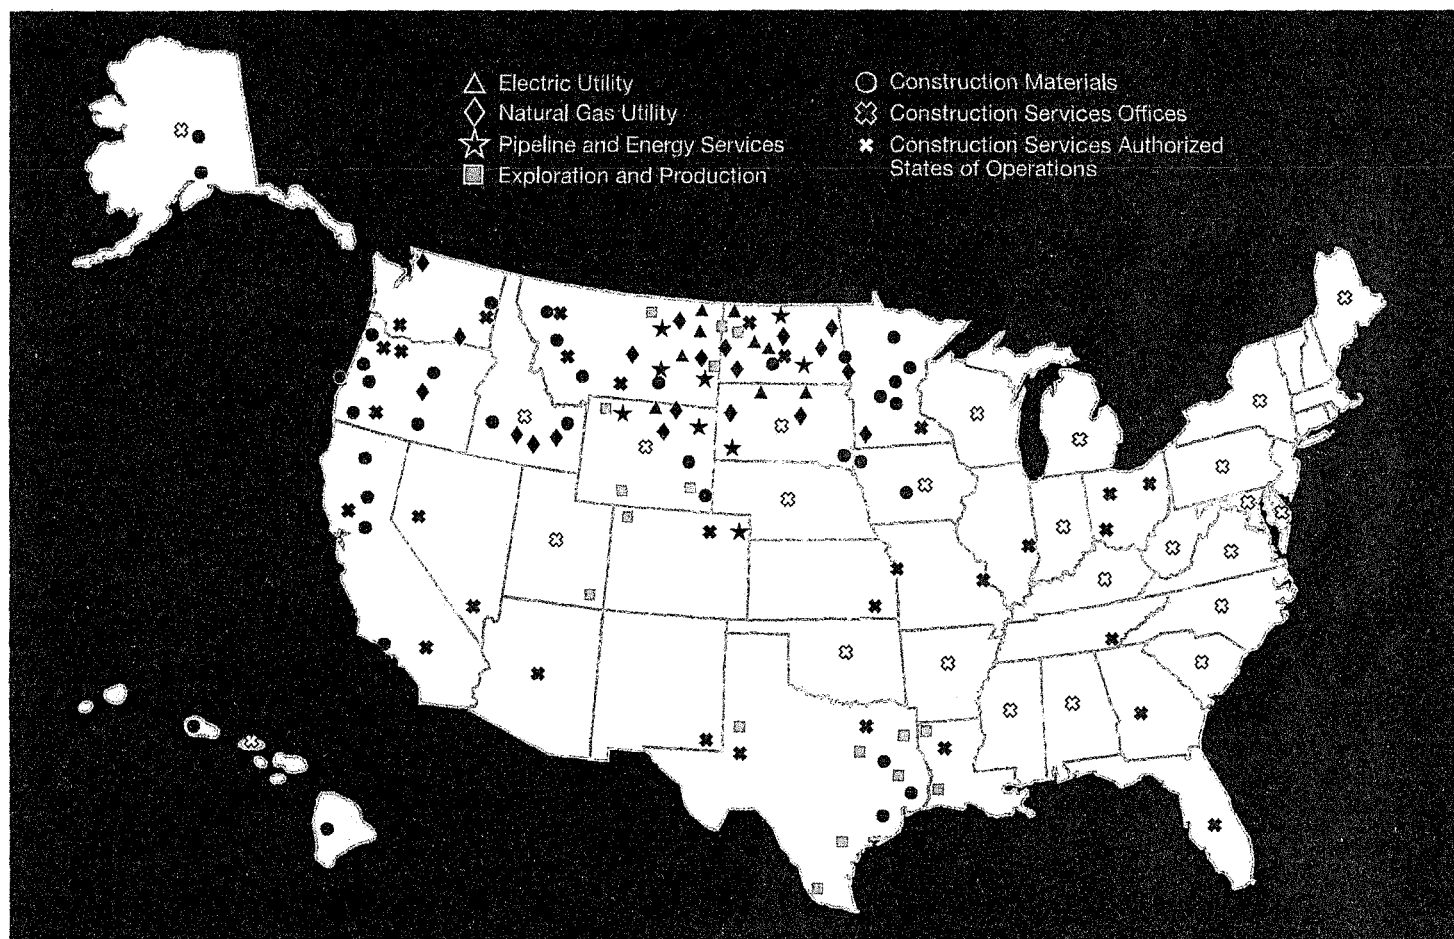 Electric Utility
Natural Gas Utility
Pipeline and Energy Services
Exploration and Production
Construction Materials
Construction Services Offices
Construction Services Authorized
States of Operations